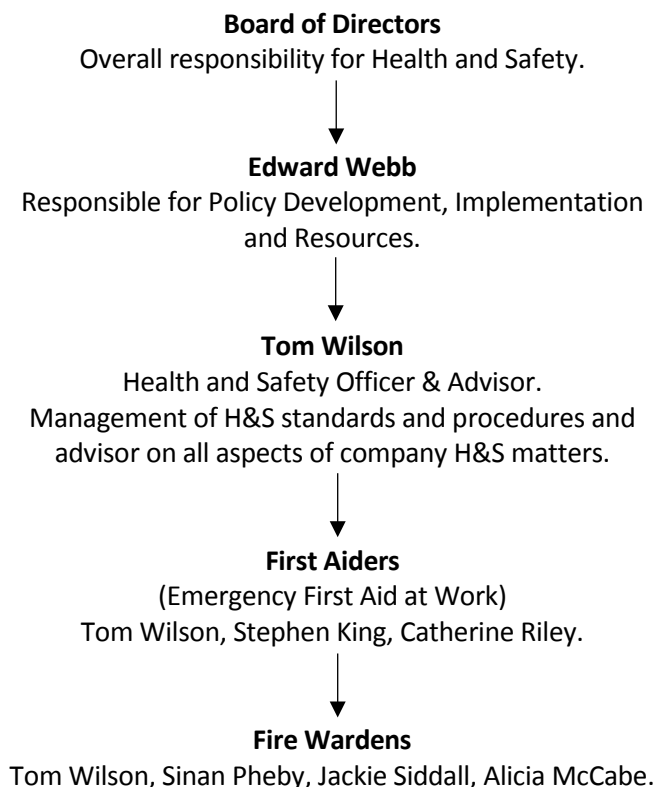 Board of Directors
Overall responsibility for Health and Safety.
Edward Webb
Responsible for Policy Development, Implementation
and Resources.
Tom Wilson
Health and Safety Officer & Advisor.
Management of H&S standards and procedures and
advisor on all aspects of company H&S matters.
First Aiders
(Emergency First Aid at Work)
Tom Wilson, Stephen King, Catherine Riley.
Fire Wardens
Tom Wilson, Sinan Pheby, Jackie Siddall, Alicia McCabe.